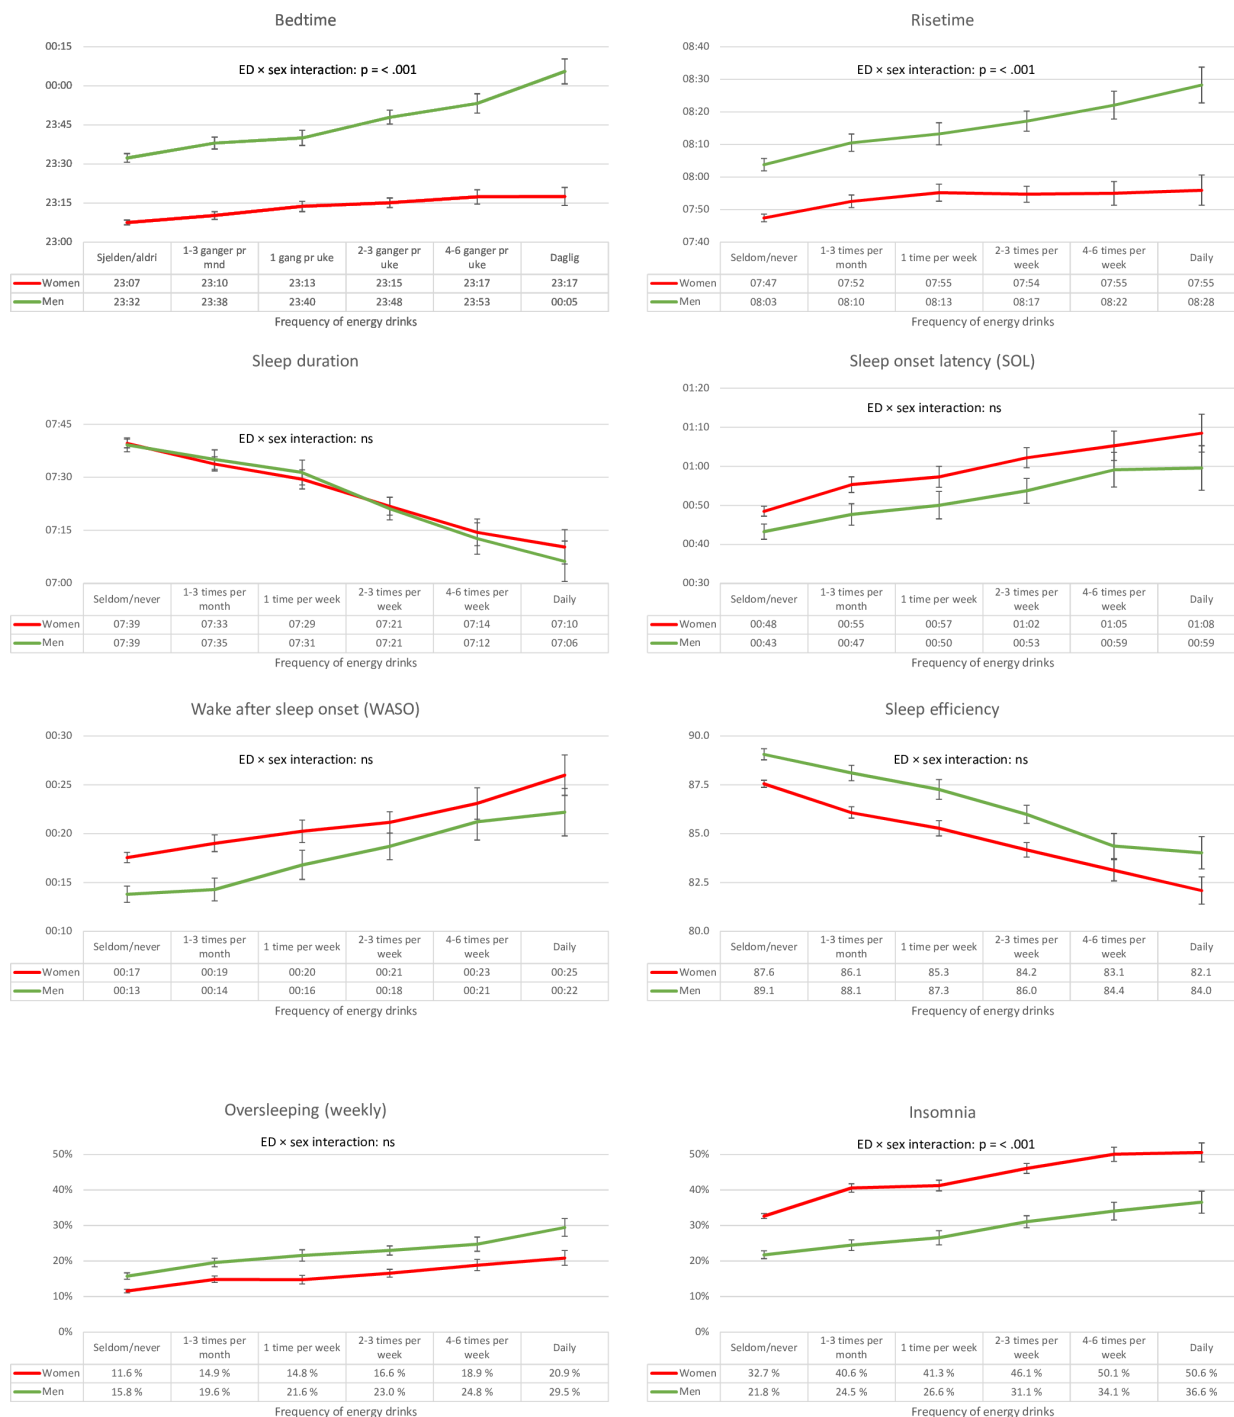 Bedtime
00:15
ED × sex interaction: p = < .001
00:00
23:45
23:30
23:15
23:00
Sjelden/aldri 1-3 ganger pr mnd 1 gang pr uke 2-3 ganger pr uke 4-6 ganger pr uke Daglig
Women 23:07 23:10 23:13 23:15 23:17 23:17
Men 23:32 23:38 23:40 23:48 23:53 00:05
Frequency of energy drinks
Risetime
08:40
ED × sex interaction: p = < .001
08:30
08:20
08:10
08:00
07:50
07:40
Seldom/never 1-3 times per month 1 time per week 2-3 times per week 4-6 times per week Daily
Women 07:47 07:52 07:55 07:54 07:55 07:55
Men 08:03 08:10 08:13 08:17 08:22 08:28
Frequency of energy drinks
Sleep duration
07:45
ED × sex interaction: ns
07:30
07:15
07:00
Seldom/never 1-3 times per month 1 time per week 2-3 times per week 4-6 times per week Daily
Women 07:39 07:33 07:29 07:21 07:14 07:10
Men 07:39 07:35 07:31 07:21 07:12 07:06
Frequency of energy drinks
Sleep onset latency (SOL)
01:20
ED × sex interaction: ns
01:10
01:00
00:50
00:40
00:30
Seldom/never 1-3 times per month 1 time per week 2-3 times per week 4-6 times per week Daily
Women 00:48 00:55 00:57 01:02 01:05 01:08
Men 00:43 00:47 00:50 00:53 00:59 00:59
Frequency of energy drinks
Wake after sleep onset (WASO)
00:30
ED × sex interaction: ns
00:25
00:20
00:15
00:10
Seldom/never 1-3 times per month 1 time per week 2-3 times per week 4-6 times per week Daily
Women 00:17 00:19 00:20 00:21 00:23 00:25
Men 00:13 00:14 00:16 00:18 00:21 00:22
Frequency of energy drinks
Sleep efficiency
90.0
ED × sex interaction: ns
87.5
85.0
82.5
80.0
Seldom/never 1-3 times per month 1 time per week 2-3 times per week 4-6 times per week Daily
Women 87.6 86.1 85.3 84.2 83.1 82.1
Men 89.1 88.1 87.3 86.0 84.4 84.0
Frequency of energy drinks
Oversleeping (weekly)
ED × sex interaction: ns
50%
40%
30%
20%
10%
0%
Seldom/never 1-3 times per month 1 time per week 2-3 times per week 4-6 times per week Daily
Women 11.6 % 14.9 % 14.8 % 16.6 % 18.9 % 20.9 %
Men 15.8 % 19.6 % 21.6 % 23.0 % 24.8 % 29.5 %
Frequency of energy drinks
Insomnia
ED × sex interaction: p = < .001
50%
40%
30%
20%
10%
0%
Seldom/never 1-3 times per month 1 time per week 2-3 times per week 4-6 times per week Daily
Women 32.7 % 40.6 % 41.3 % 46.1 % 50.1 % 50.6 %
Men 21.8 % 24.5 % 26.6 % 31.1 % 34.1 % 36.6 %
Frequency of energy drinks